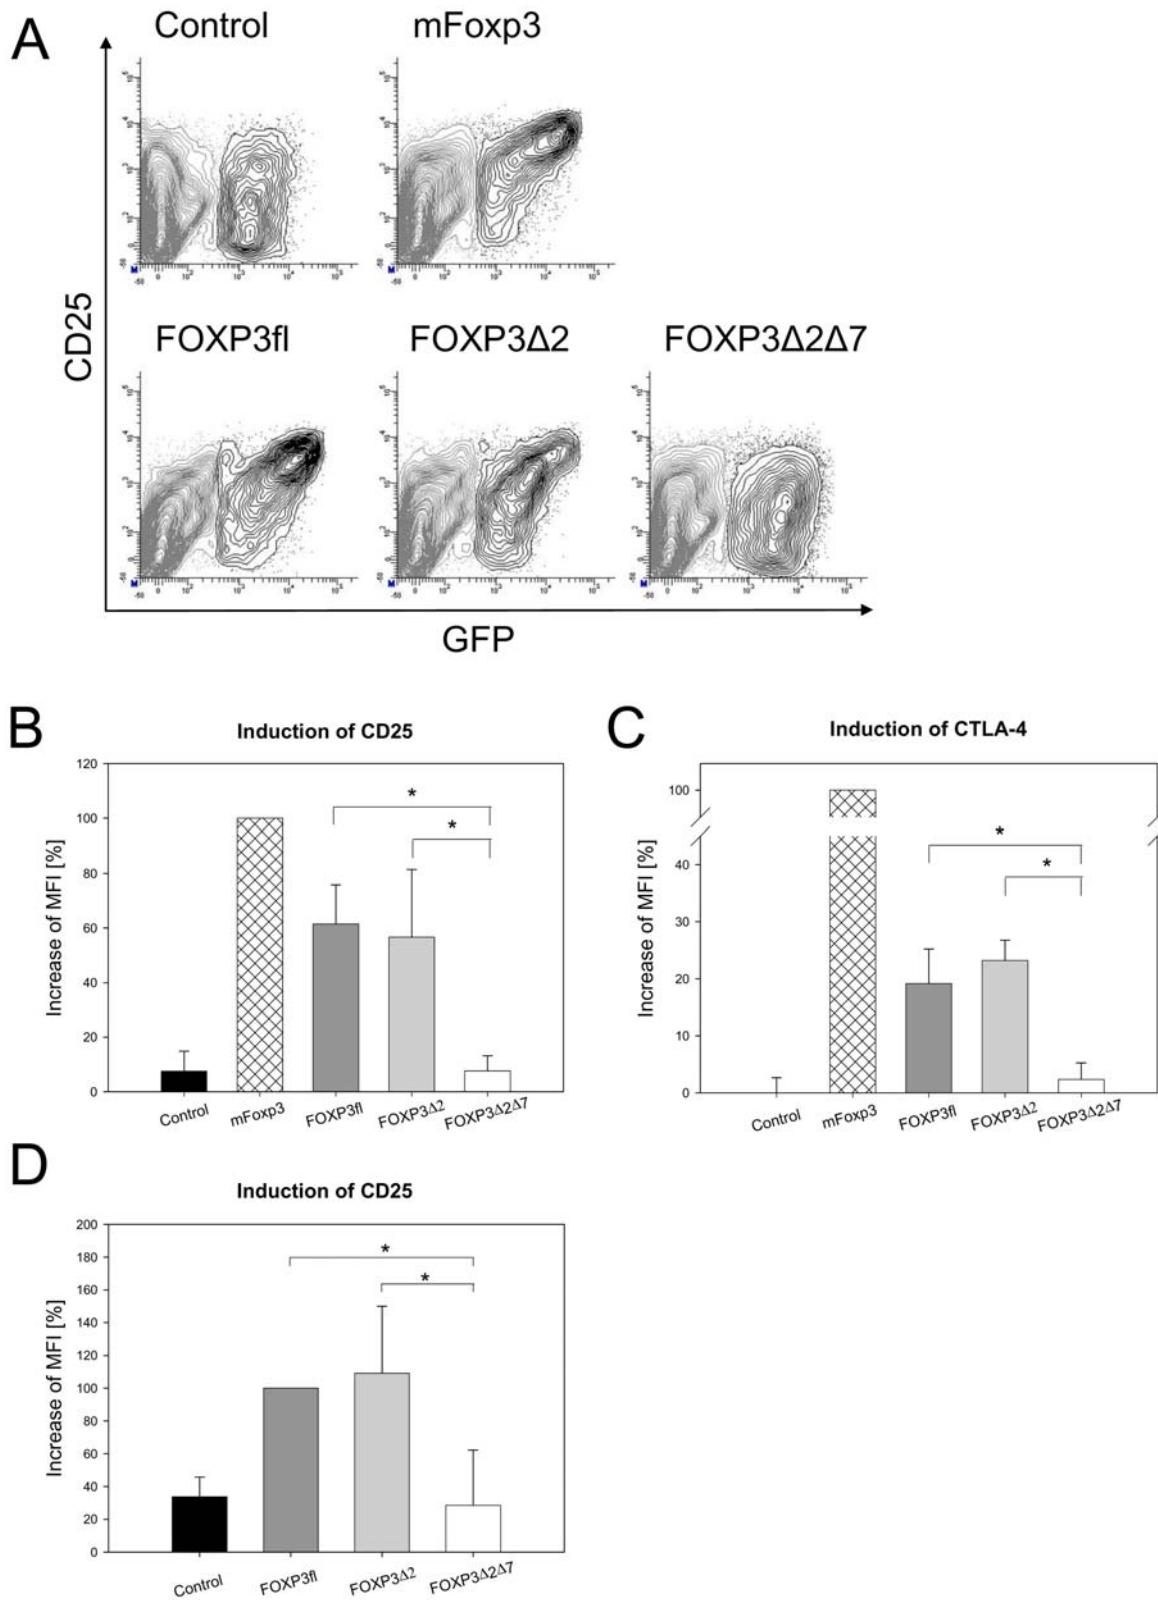 A
Control
mFoxp3
CD25
FOXP3fl
FOXP3Δ2
FOXP3Δ2Δ7
GFP
B
Induction of CD25
Increase of MFI [%]
120
100
80
60
40
20
0
*
*
Control
mFoxp3
FOXP3fl
FOXP3Δ2
FOXP3Δ2Δ7
C
Induction of CTLA-4
Increase of MFI [%]
100
40
30
20
10
0
*
*
Control
mFoxp3
FOXP3fl
FOXP3Δ2
FOXP3Δ2Δ7
D
Induction of CD25
Increase of MFI [%]
200
180
160
140
120
100
80
60
40
20
0
*
*
Control
FOXP3fl
FOXP3Δ2
FOXP3Δ2Δ7